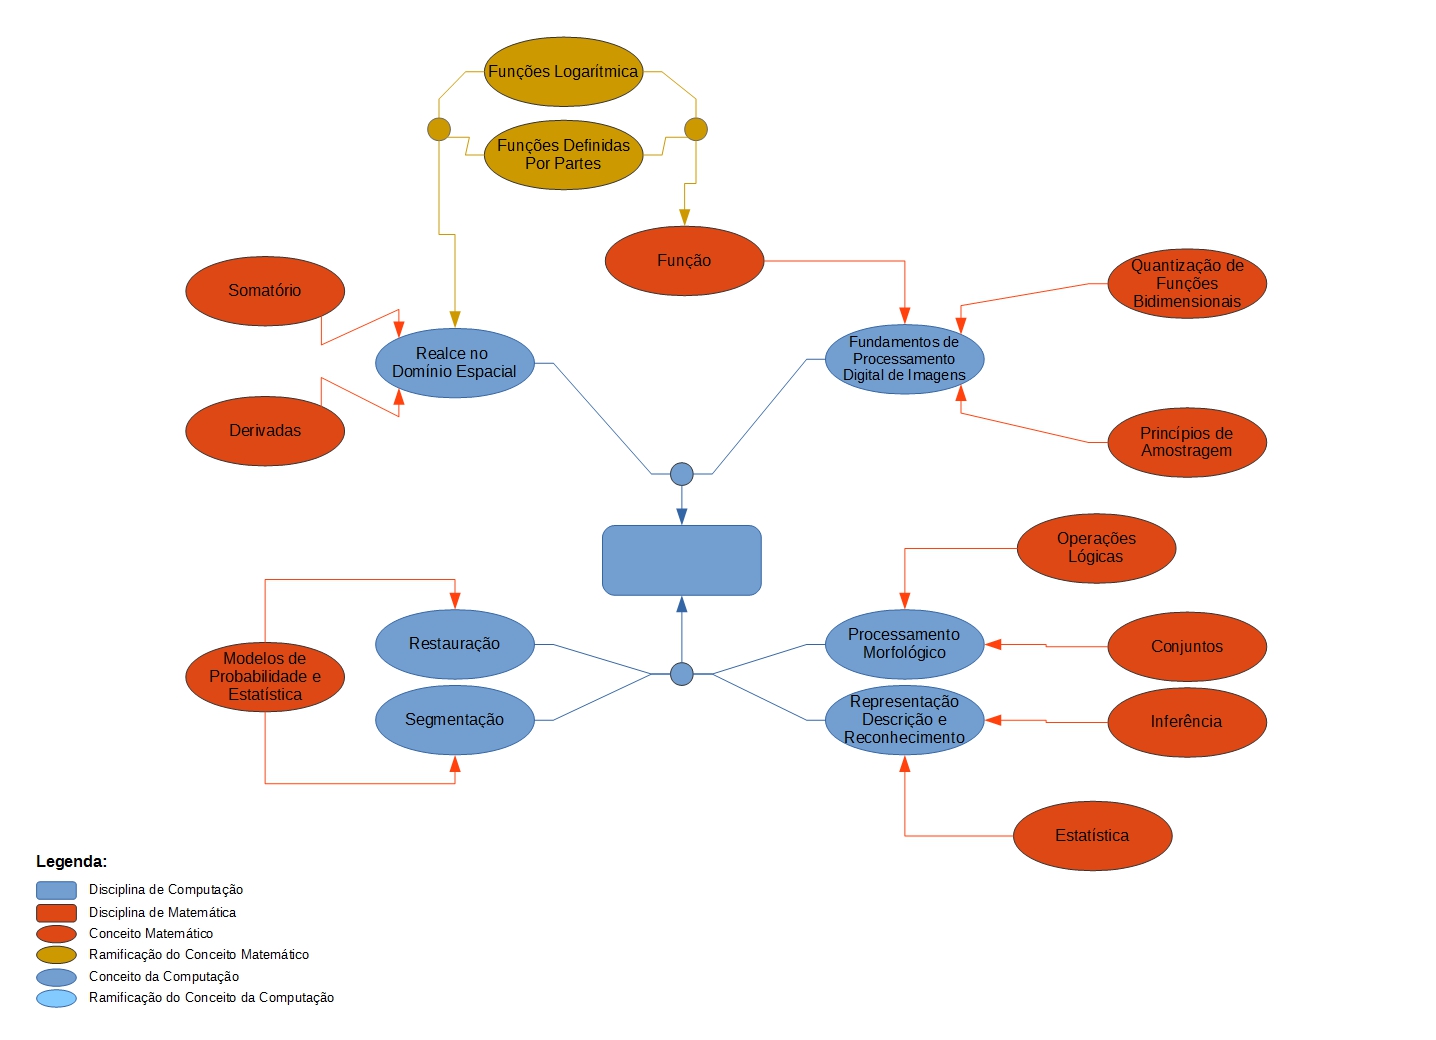 Funções Logarítmica
Funções Definidas
Por Partes
Função
Somatório
Derivadas
Realce no
Domínio Espacial
Fundamentos de
Processamento
Digital de Imagens
Quantização de
Funções
Bidimensionais
Princípios de
Amostragem
Operações
Lógicas
Modelos de
Probabilidade e
Estatística
Restauração
Segmentação
Processamento
Morfológico
Representação
Descrição e
Reconhecimento
Conjuntos
Inferência
Estatística
Legenda:
Disciplina de Computação
Disciplina de Matemática
Conceito Matemático
Ramificação do Conceito Matemático
Conceito da Computação
Ramificação do Conceito da Computação